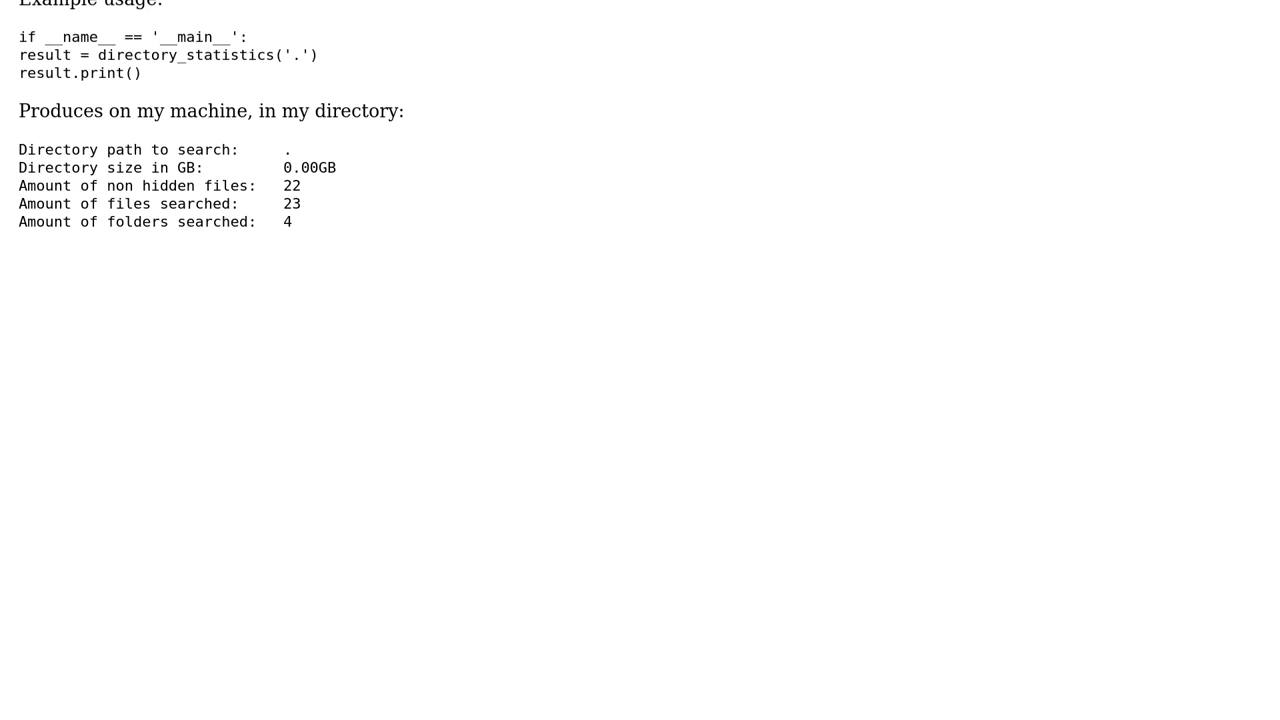 Example usage:
if __name__ == '__main__':
result = directory_statistics('.')
result.print()
Produces on my machine, in my directory:
Directory path to search:     .
Directory size in GB:         0.00GB
Amount of non hidden files:   22
Amount of files searched:     23
Amount of folders searched:   4